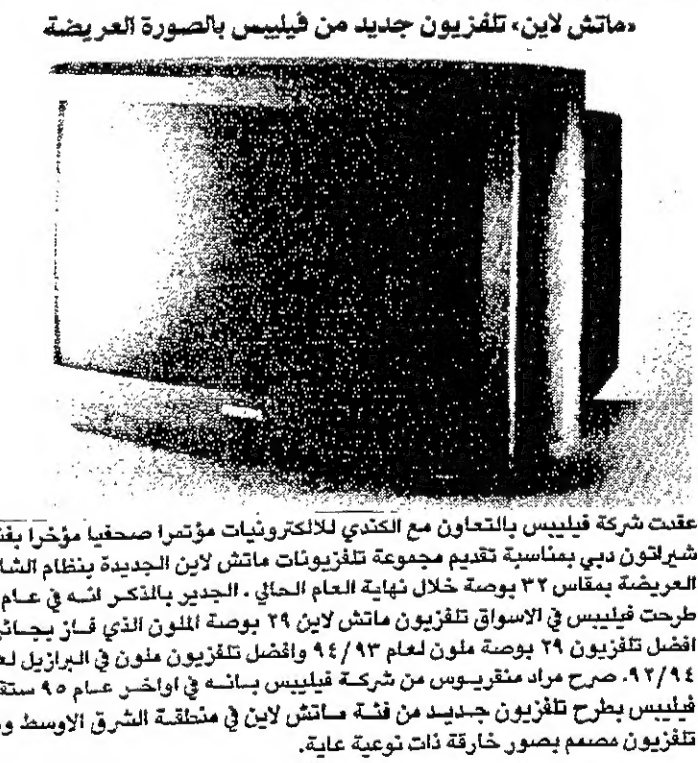 «ماتش لاين» تلفزيون جديد من فيليبس بالصورة العريضة
عقدت شركة فيليبس بالتعاون مع الكندي للالكترونيات مؤتمرا صحفيا مؤخرا
شيراتون دبي بمناسبة تقديم مجموعة تلفزيونات ماتش لاين الجديدة بنظام
العريضة بمقاس ٣٢ بوصة خلال نهاية العام الحالي . الجدير بالذكر انه في عام
طرحت فيليبس في الاسواق تلفزيون ماتش لاين ٢٩ بوصة الملون الذي فاز
افضل تلفزيون ٢٩ بوصة ملون لعام ٩٤/٩٣ وافضل تلفزيون ملون في البرازيل
٩٣/٩٤. صرح مراد منقريوس من شركة فيليبس بانه في اواخر عام ٩٥
فيليبس بطرح تلفزيون جديد من فئة ماتش لاين في منطقة الشرق الاوسط
تلفزيون مصمم بصور خارقة ذات نوعية عاية.